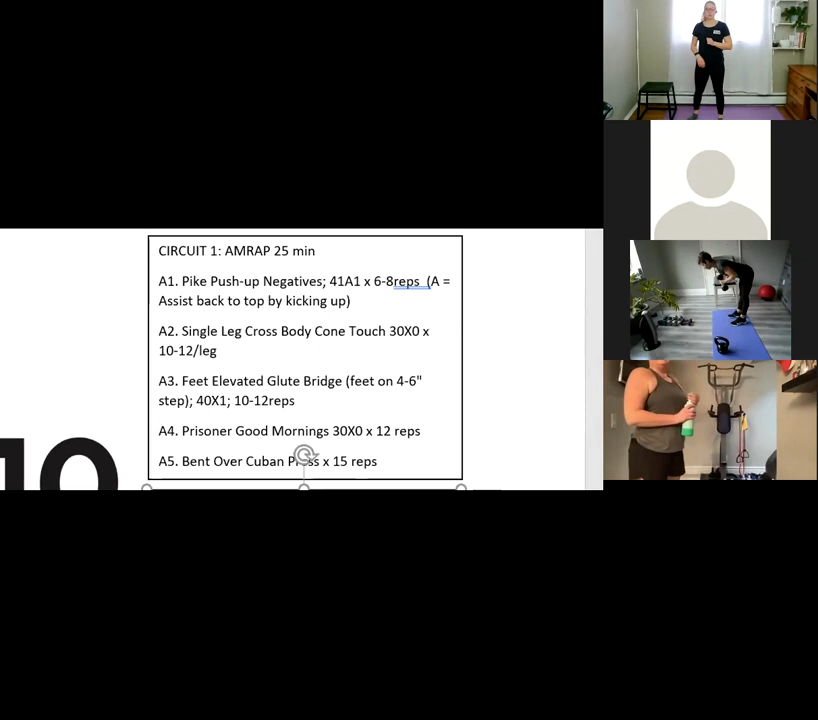 CIRCUIT 1: AMRAP 25 min
A1. Pike Push-up Negatives; 41A1 x 6-8reps (A =
Assist back to top by kicking up)
A2. Single Leg Cross Body Cone Touch 30X0 x
10-12/leg
A3. Feet Elevated Glute Bridge (feet on 4-6"
step); 40X1; 10-12reps
A4. Prisoner Good Mornings 30X0 x 12 reps
A5. Bent Over Cuban Press x 15 reps
10